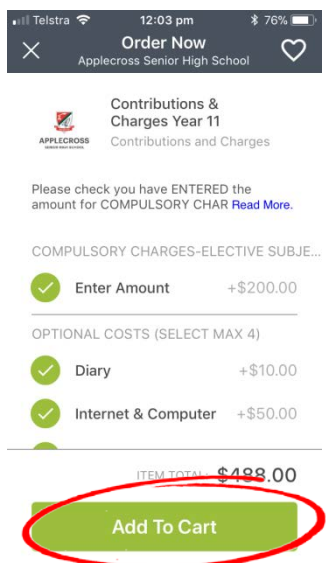 Telstra 12:03 pm 76%
Order Now
Applecross Senior High School
Contributions &
Charges Year 11
Contributions and Charges
APPLECROSS
SENIOR HIGH SCHOOL
Please check you have ENTERED the
amount for COMPULSORY CHAR Read More.
COMPULSORY CHARGES-ELECTIVE SUBJE...
Enter Amount +$200.00
OPTIONAL COSTS (SELECT MAX 4)
Diary +$10.00
Internet & Computer +$50.00
ITEM TOTAL: $488.00
Add To Cart